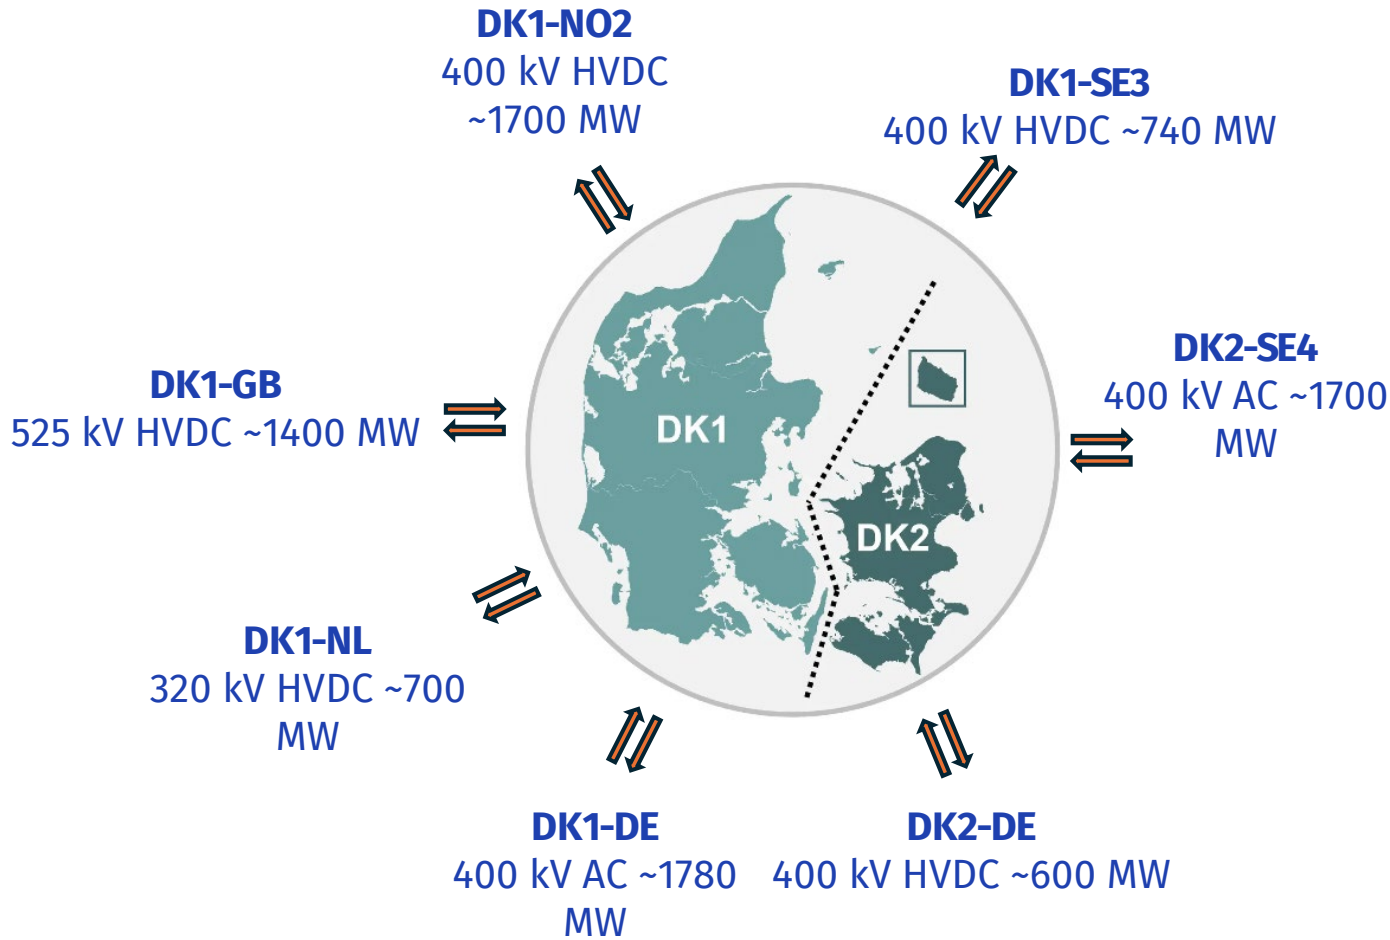 DK1-NO2
400 kV HVDC
~1700 MW
DK1-SE3
400 kV HVDC ~740 MW
DK1-GB
525 kV HVDC ~1400 MW
DK2-SE4
400 kV AC ~1700
MW
DK1
DK2
DK1-NL
320 kV HVDC ~700
MW
DK1-DE
400 kV AC ~1780
MW
DK2-DE
400 kV HVDC ~600 MW